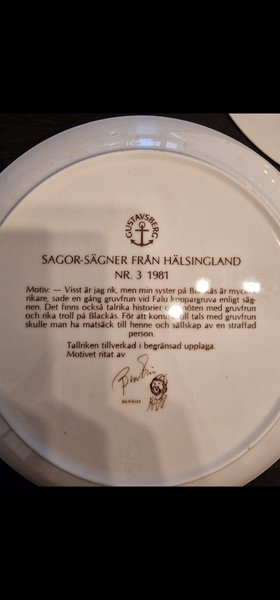 GUSTAVSBERG
SAGOR-SÄGNER FRÅN HÄLSINGLAND
NR. 3 1981
Motiv: — Visst är jag rik, men min syster på Blackås är mycket
rikare, sade en gång gruvfrun vid Falu koppargruva enligt säg-
nen. Det finns också talrika historier om möten med gruvfrun
och rika troll på Blackås. För att komma till tals med gruvfrun
skulle man ha matsäck till henne och sällskap av en straffad
person.
Tallriken tillverkad i begränsad upplaga.
Motivet ritat av